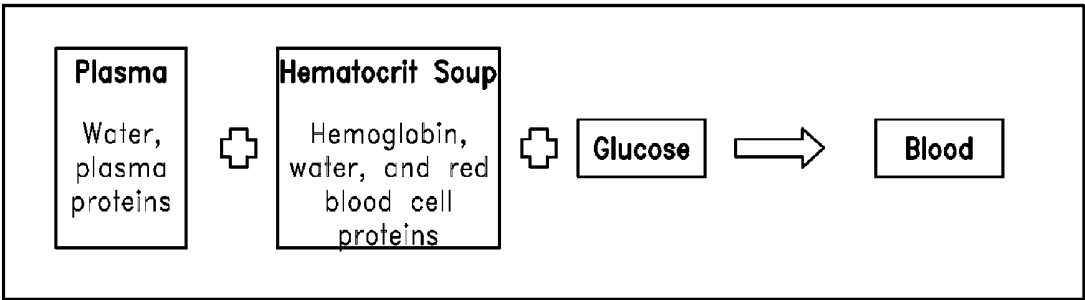 Plasma
Water,
plasma
proteins
Hematocrit Soup
Hemoglobin,
water, and red
blood cell
proteins
Glucose
Blood